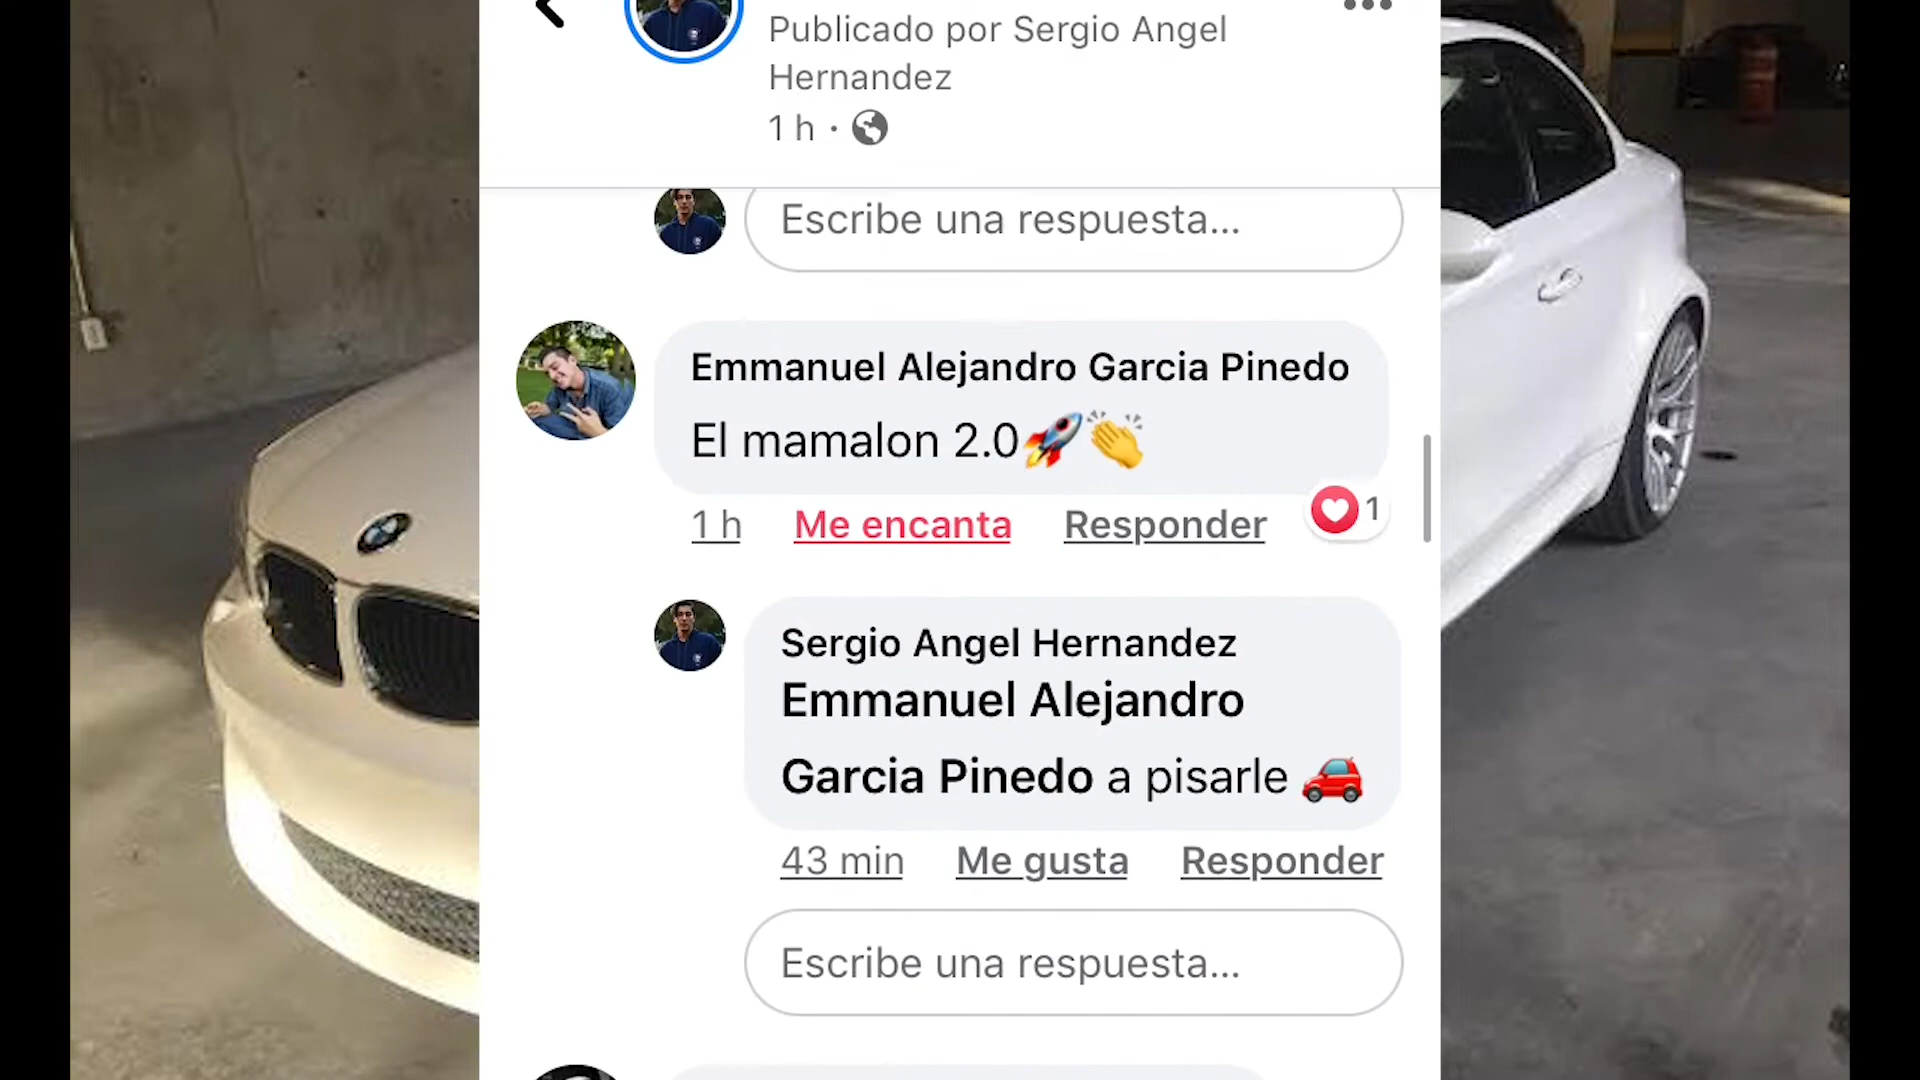 Publicado por Sergio Angel
Hernandez
1 h ·
Escribe una respuesta...
Emmanuel Alejandro Garcia Pinedo
El mamalon 2.0🚀👏
1 h Me encanta Responder 1
Sergio Angel Hernandez
Emmanuel Alejandro
Garcia Pinedo a pisarle 🚗
43 min Me gusta Responder
Escribe una respuesta...